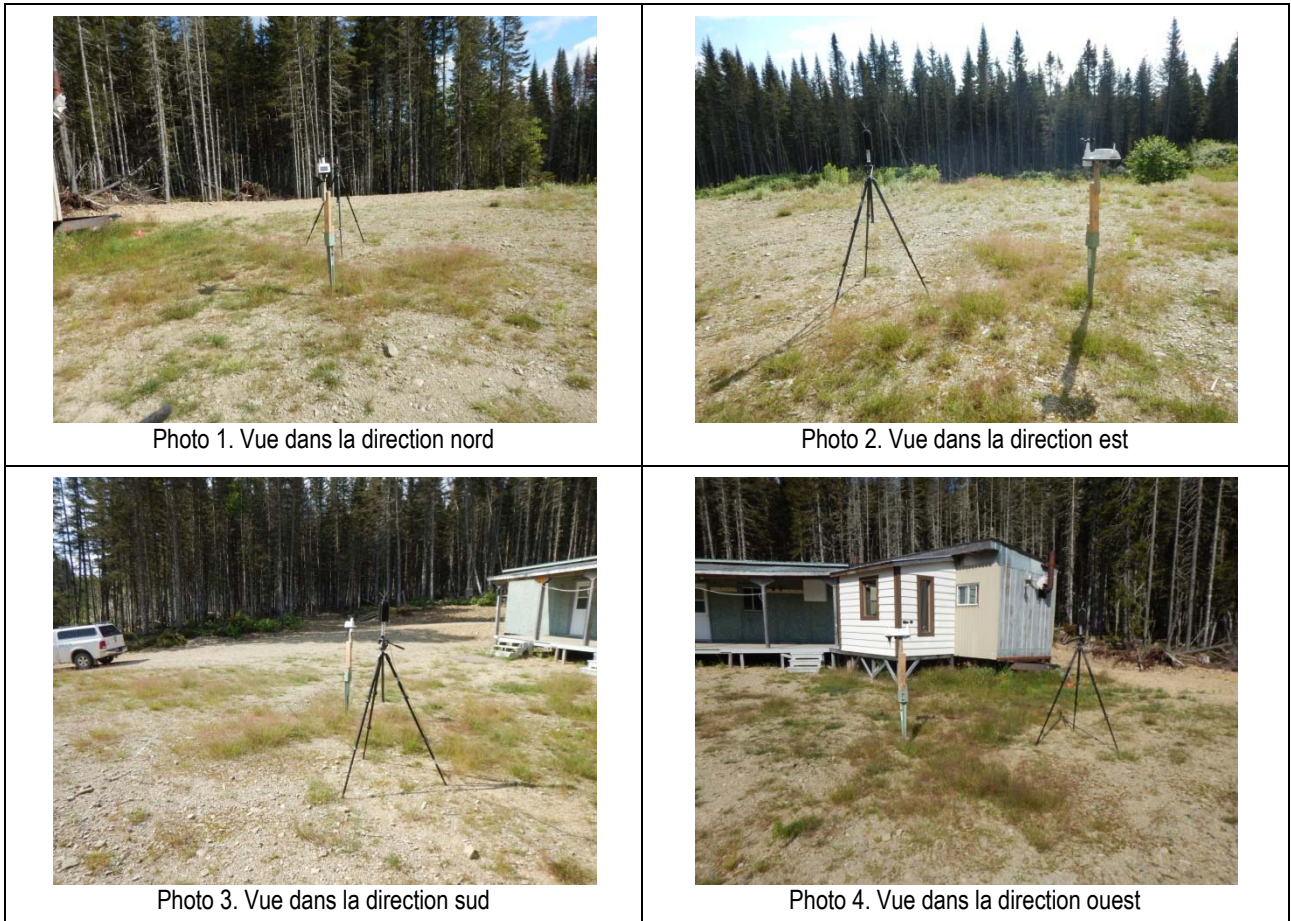 Photo 1. Vue dans la direction nord
Photo 2. Vue dans la direction est
Photo 3. Vue dans la direction sud
Photo 4. Vue dans la direction ouest